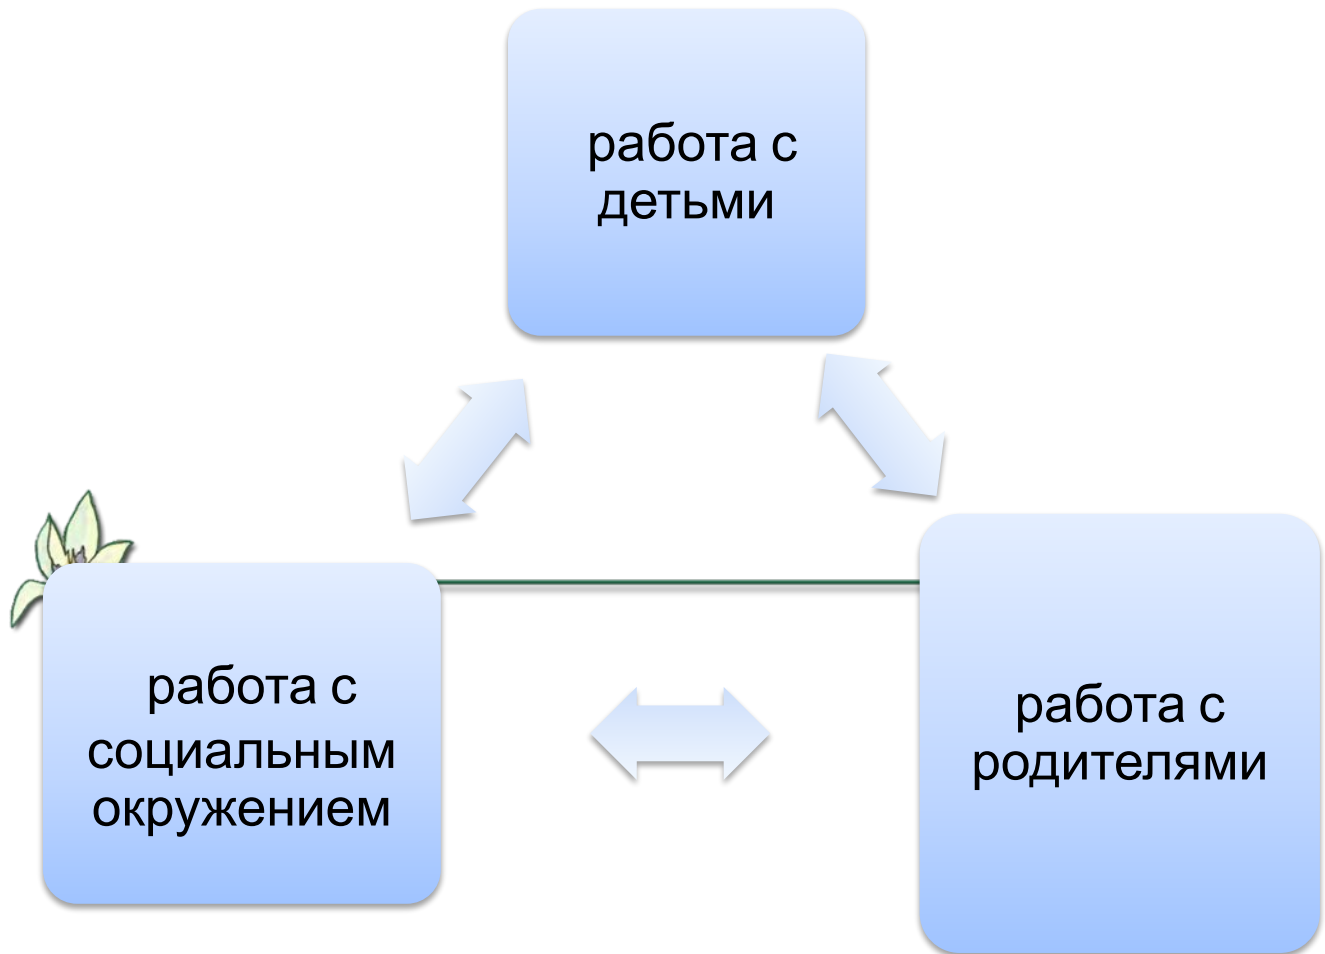 работа с
детьми
работа с
социальным
окружением
работа с
родителями